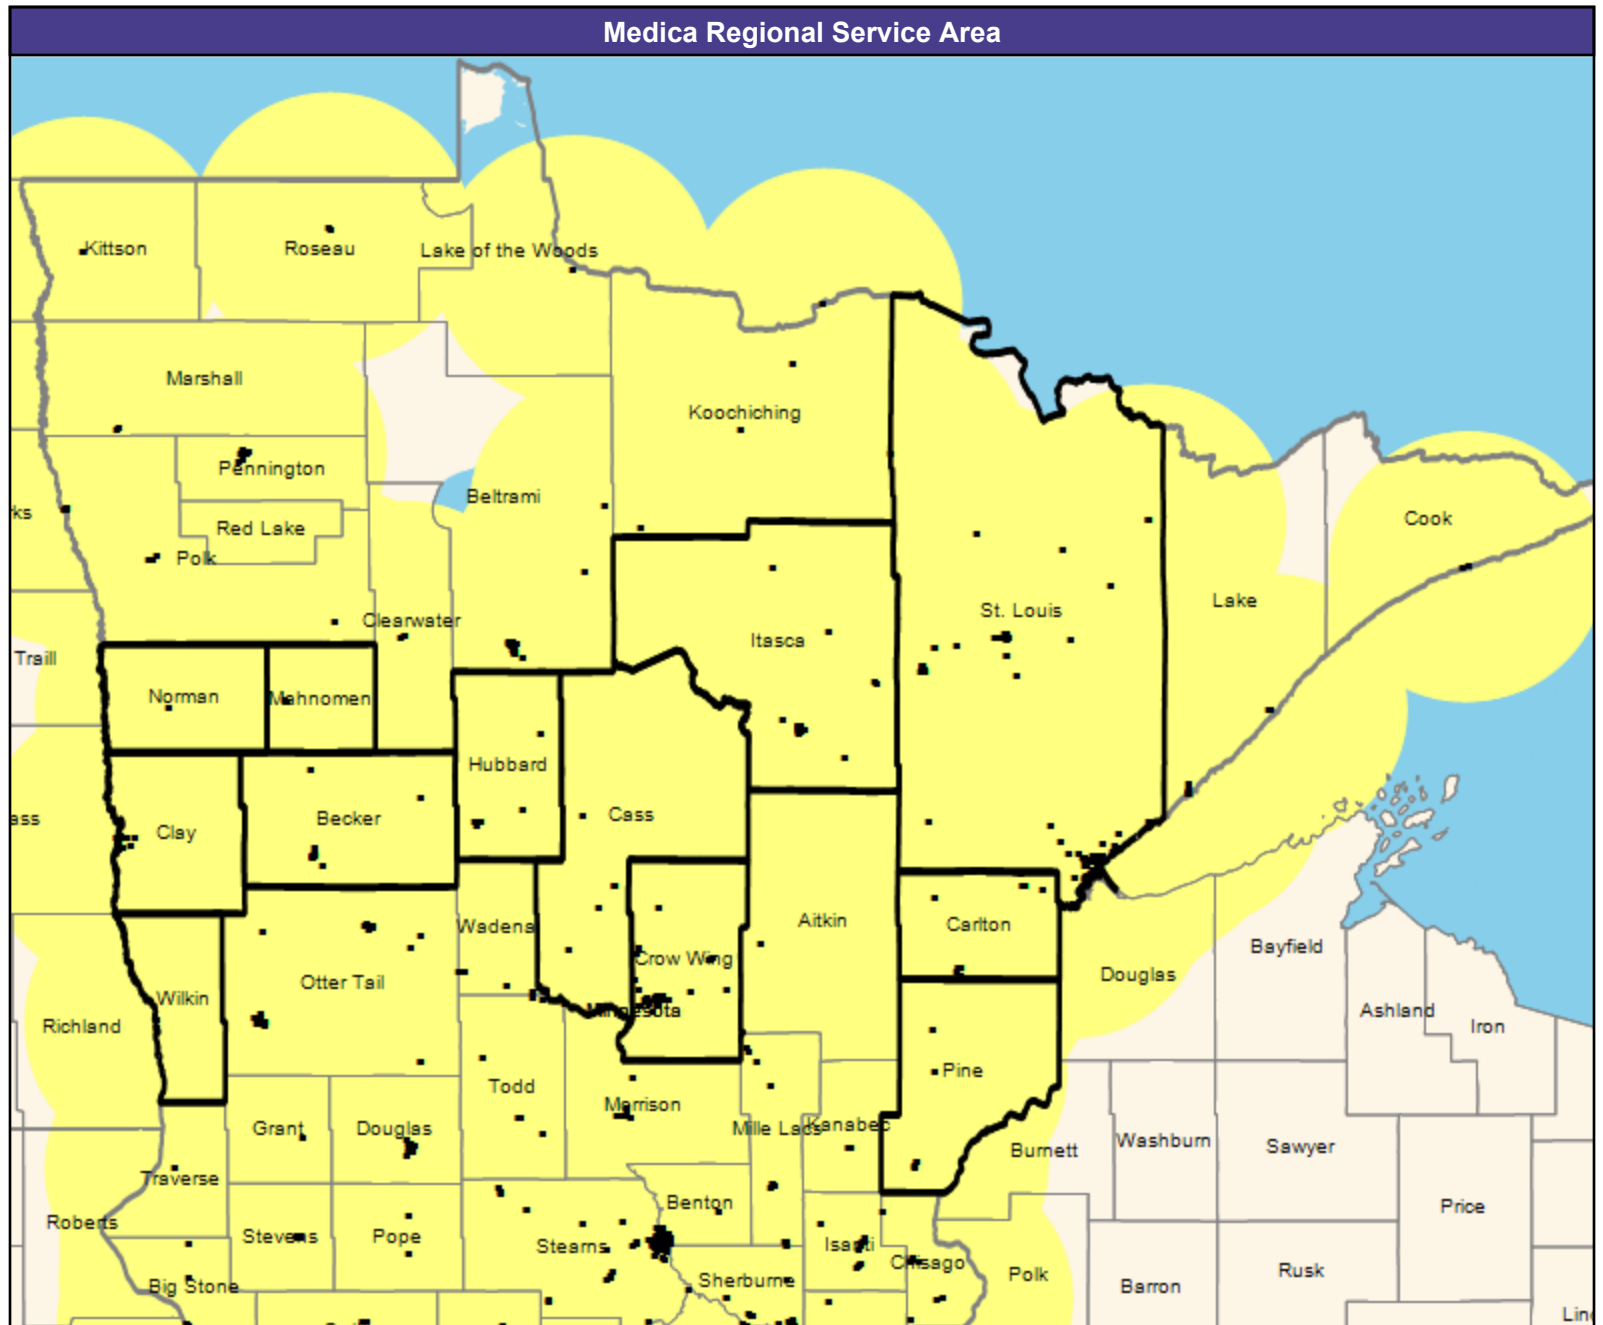 Medica Regional Service Area
Kittson
Roseau
Lake of the Woods
Marshall
Koochiching
Pennington
Beltrami
ks
Red Lake
Cook
Polk
Clearwater
St. Louis
Lake
Itasca
Traill
Norman
Mahnomen
Hubbard
Cass
ass
Clay
Becker
Wadena
Aitkin
Carlton
Crow Wing
Bayfield
Otter Tail
Douglas
Wilkin
Minnesota
Ashland
Richland
Iron
Pine
Todd
Morrison
Grant
Douglas
Mille Lacs
Kanabec
Burnett
Washburn
Sawyer
Traverse
Benton
Price
Roberts
Stevens
Pope
Stearns
Isanti
Chisago
Polk
Rusk
Big Stone
Sherburne
Barron
Lin